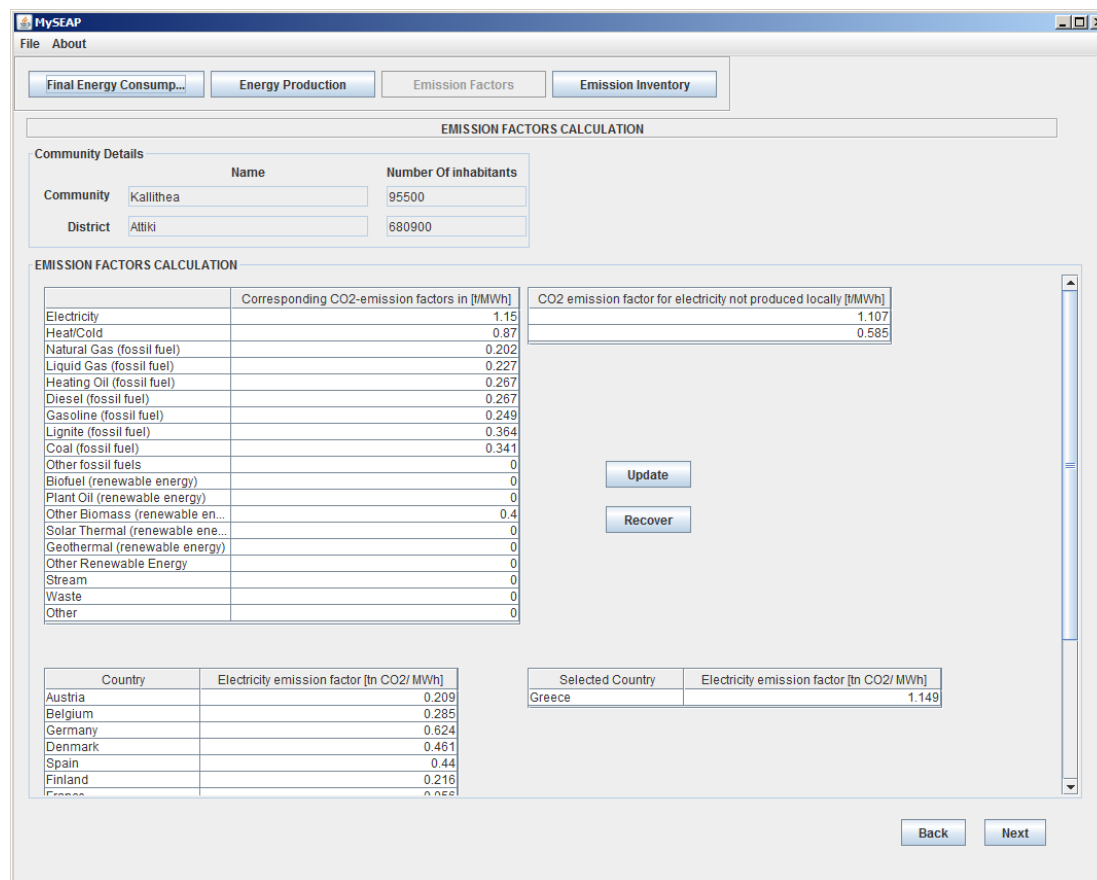 MySEAP
File About
Final Energy Consump... Energy Production Emission Factors Emission Inventory
EMISSION FACTORS CALCULATION
Community Details
Name Number Of inhabitants
Community Kallithea 95500
District Attiki 680900
EMISSION FACTORS CALCULATION
Corresponding CO2-emission factors in [t/MWh]
Electricity 1.15
Heat/Cold 0.87
Natural Gas (fossil fuel) 0.202
Liquid Gas (fossil fuel) 0.227
Heating Oil (fossil fuel) 0.267
Diesel (fossil fuel) 0.267
Gasoline (fossil fuel) 0.249
Lignite (fossil fuel) 0.364
Coal (fossil fuel) 0.341
Other fossil fuels 0
Biofuel (renewable energy) 0
Plant Oil (renewable energy) 0
Other Biomass (renewable en... 0.4
Solar Thermal (renewable ene... 0
Geothermal (renewable energy) 0
Other Renewable Energy 0
Stream 0
Waste 0
Other 0
CO2 emission factor for electricity not produced locally [t/MWh]
1.107
0.585
Update
Recover
Country Electricity emission factor [tn CO2/ MWh]
Austria 0.209
Belgium 0.285
Germany 0.624
Denmark 0.461
Spain 0.44
Finland 0.216
France 0.056
Selected Country Electricity emission factor [tn CO2/ MWh]
Greece 1.149
Back Next